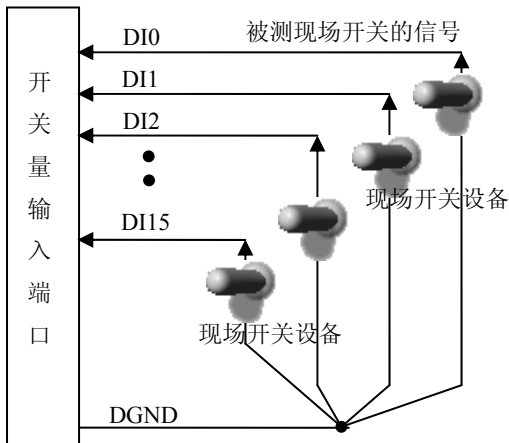 DI0
被测现场开关的信号
DI1
DI2
现场开关设备
DI15
现场开关设备
DGND
开
关
量
输
入
端
口